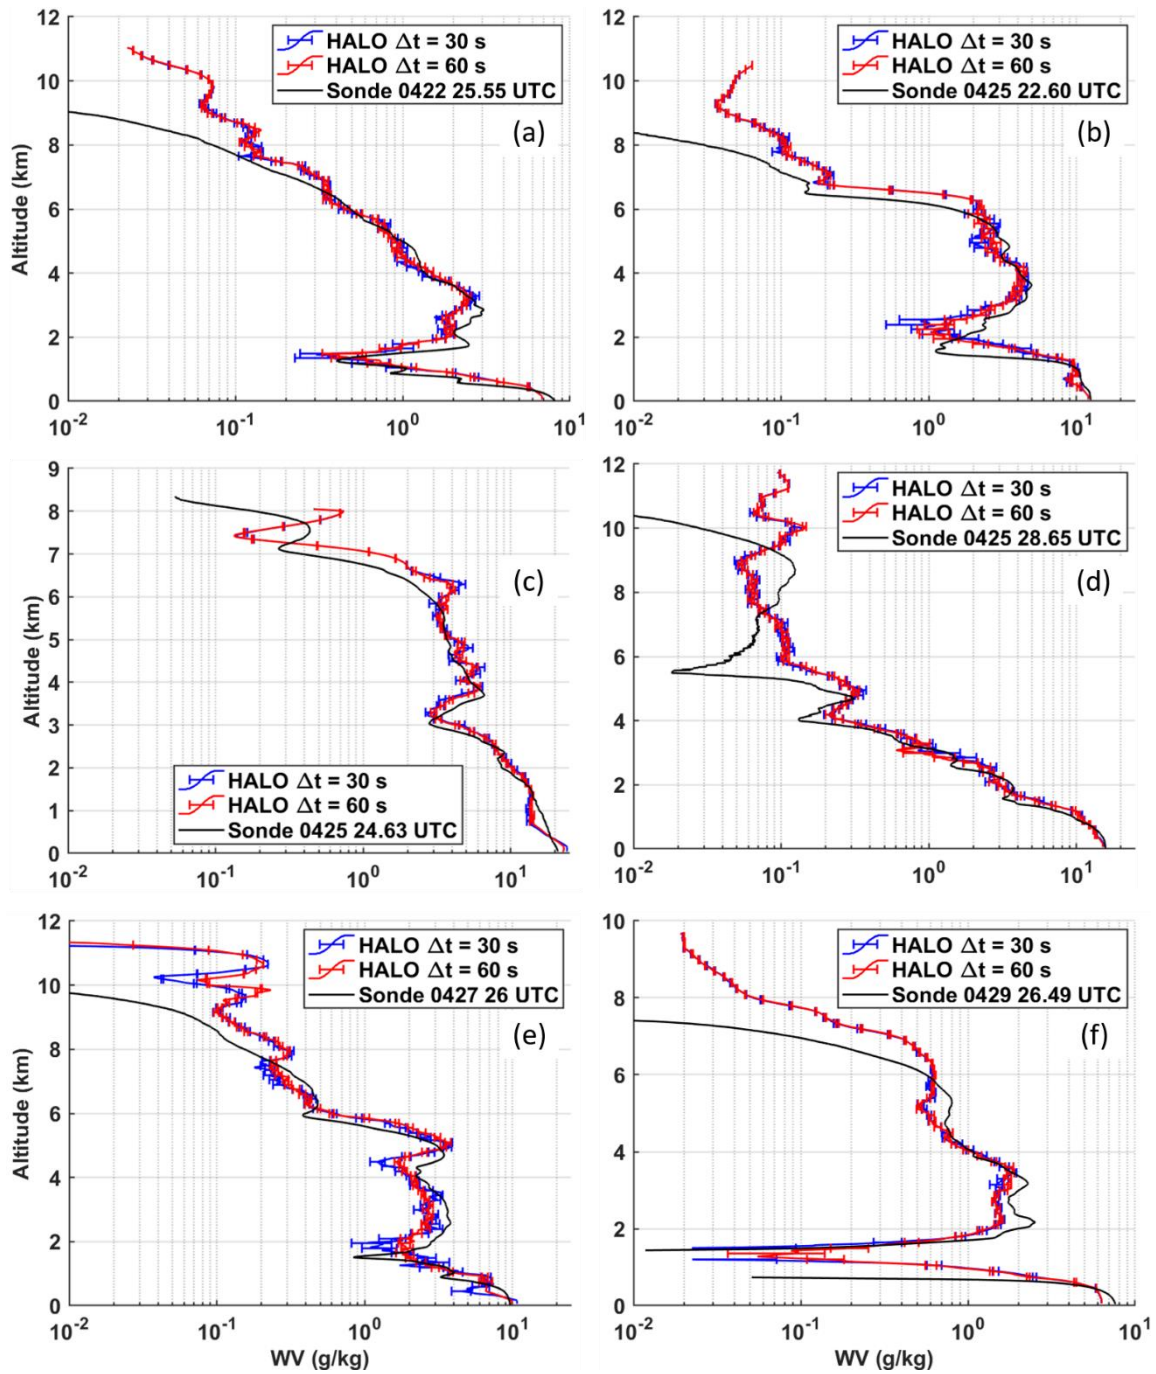 HALO Δt = 30 s
HALO Δt = 60 s
Sonde 0422 25.55 UTC
(a)
Altitude (km)
12
10
8
6
4
2
0
10-2 10-1 100 101
HALO Δt = 30 s
HALO Δt = 60 s
Sonde 0425 22.60 UTC
(b)
Altitude (km)
12
10
8
6
4
2
0
10-2 10-1 100 101
(c)
Altitude (km)
9
8
7
6
5
4
3
2
1
0
HALO Δt = 30 s
HALO Δt = 60 s
Sonde 0425 24.63 UTC
10-2 10-1 100 101
HALO Δt = 30 s
HALO Δt = 60 s
Sonde 0425 28.65 UTC
(d)
Altitude (km)
12
10
8
6
4
2
0
10-2 10-1 100 101
HALO Δt = 30 s
HALO Δt = 60 s
Sonde 0427 26 UTC
(e)
Altitude (km)
12
10
8
6
4
2
0
10-2 10-1 100 101
WV (g/kg)
HALO Δt = 30 s
HALO Δt = 60 s
Sonde 0429 26.49 UTC
(f)
Altitude (km)
10
8
6
4
2
0
10-2 10-1 100 101
WV (g/kg)